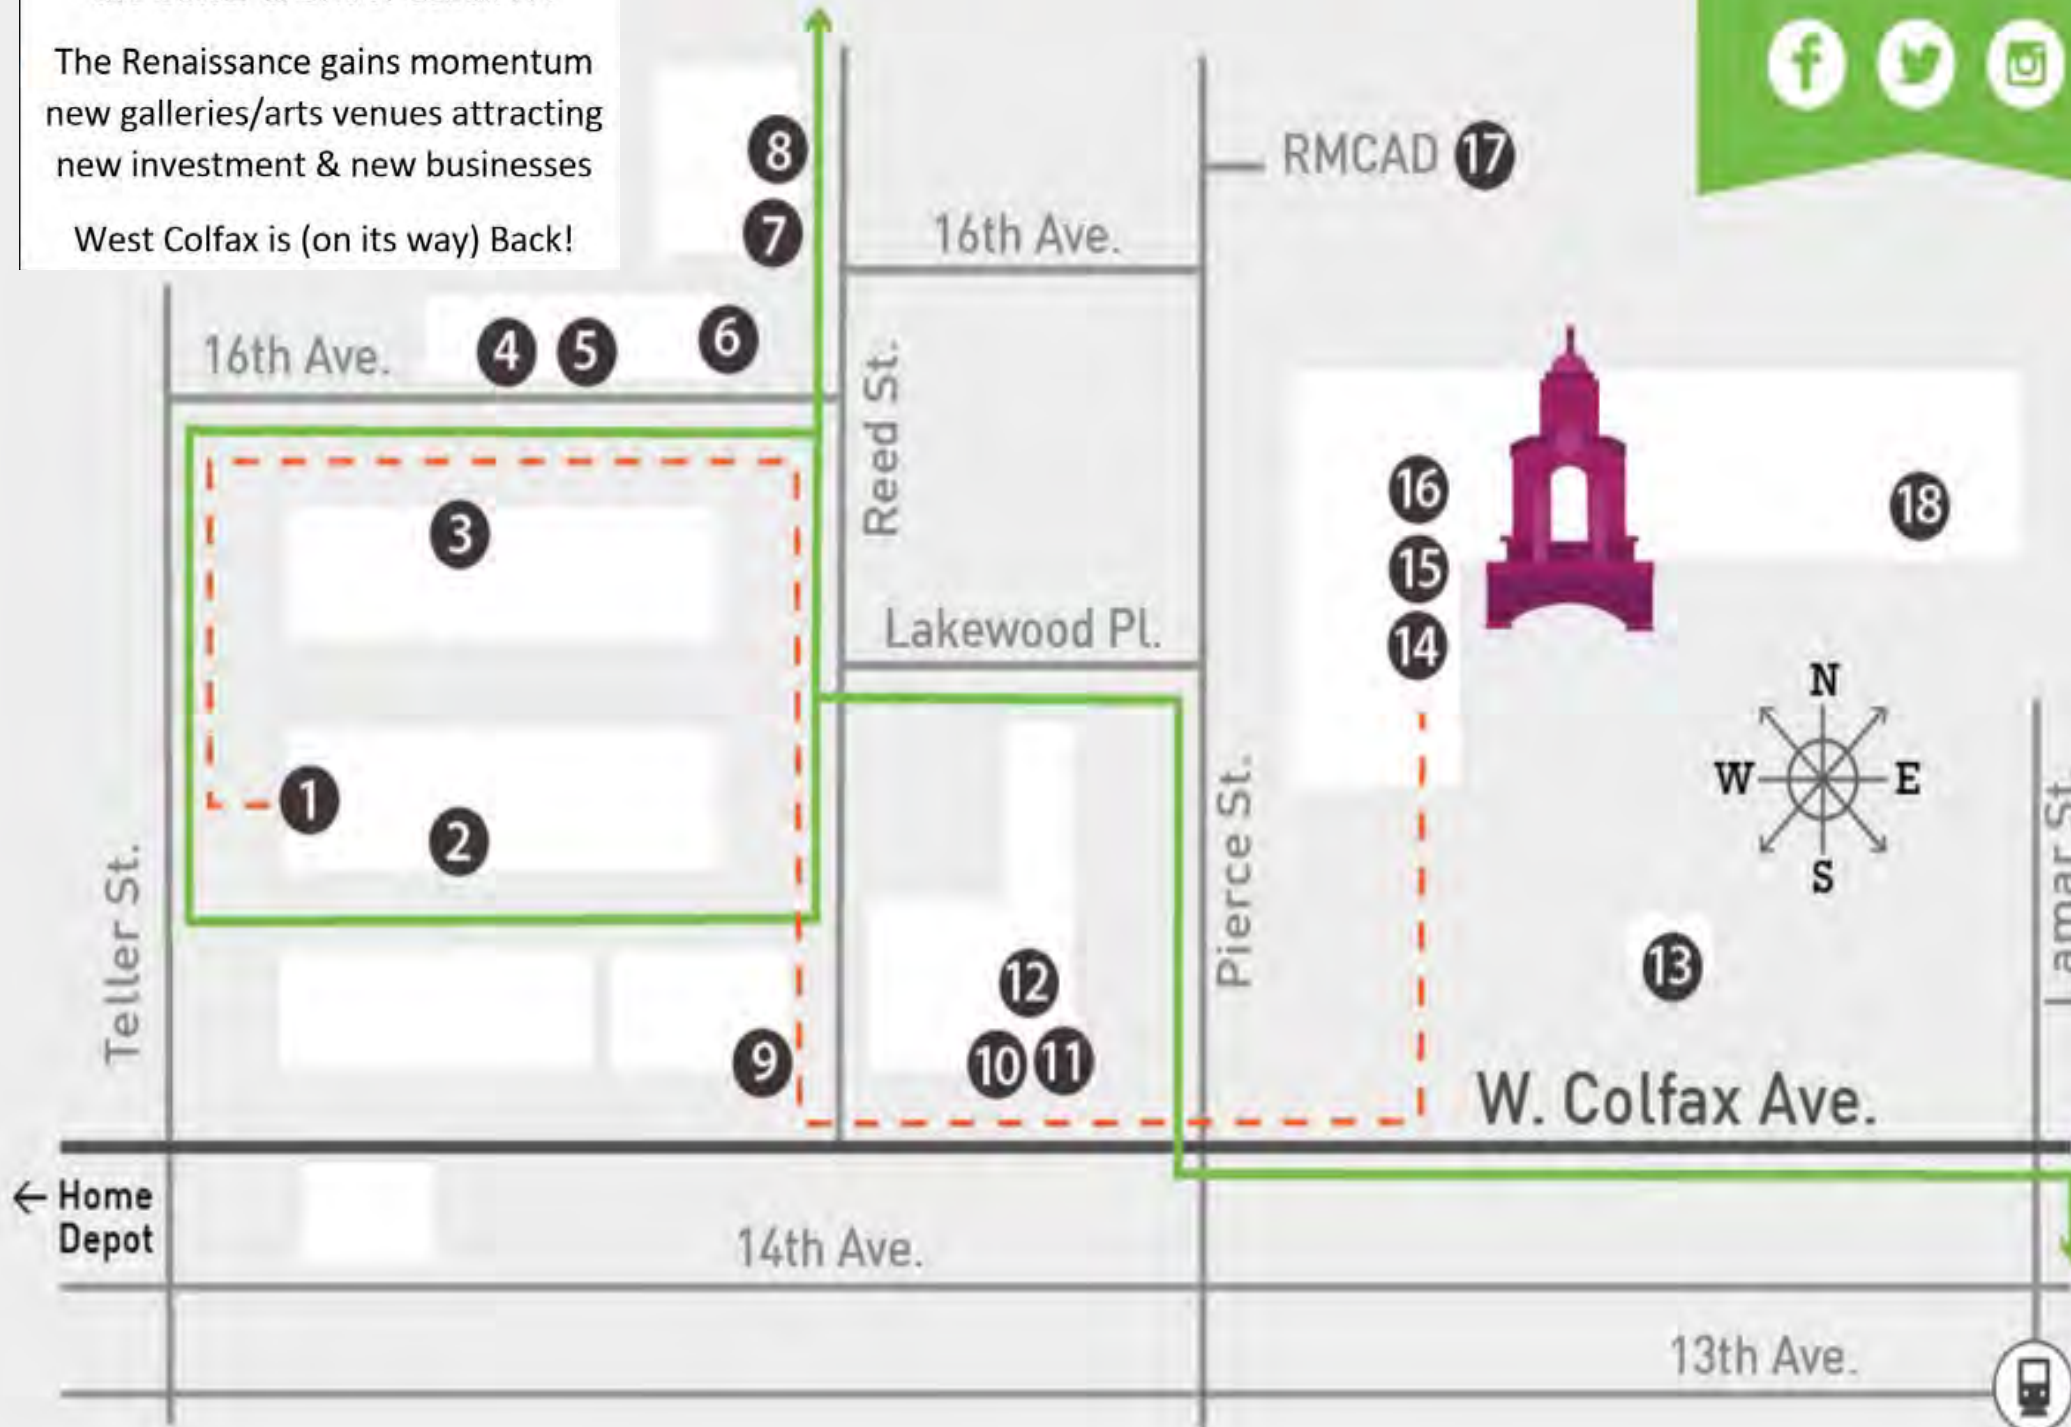 The Renaissance gains momentum
new galleries/arts venues attracting
new investment & new businesses
West Colfax is (on its way) Back!
8
7
RMCAD 17
16th Ave.
16th Ave.
4 5 6
Reed St.
3
16
15
14
18
Lakewood Pl.
N
W E
S
1
2
Teller St.
Pierce St.
Lamar St.
13
12
9
10 11
W. Colfax Ave.
← Home
Depot
14th Ave.
13th Ave.